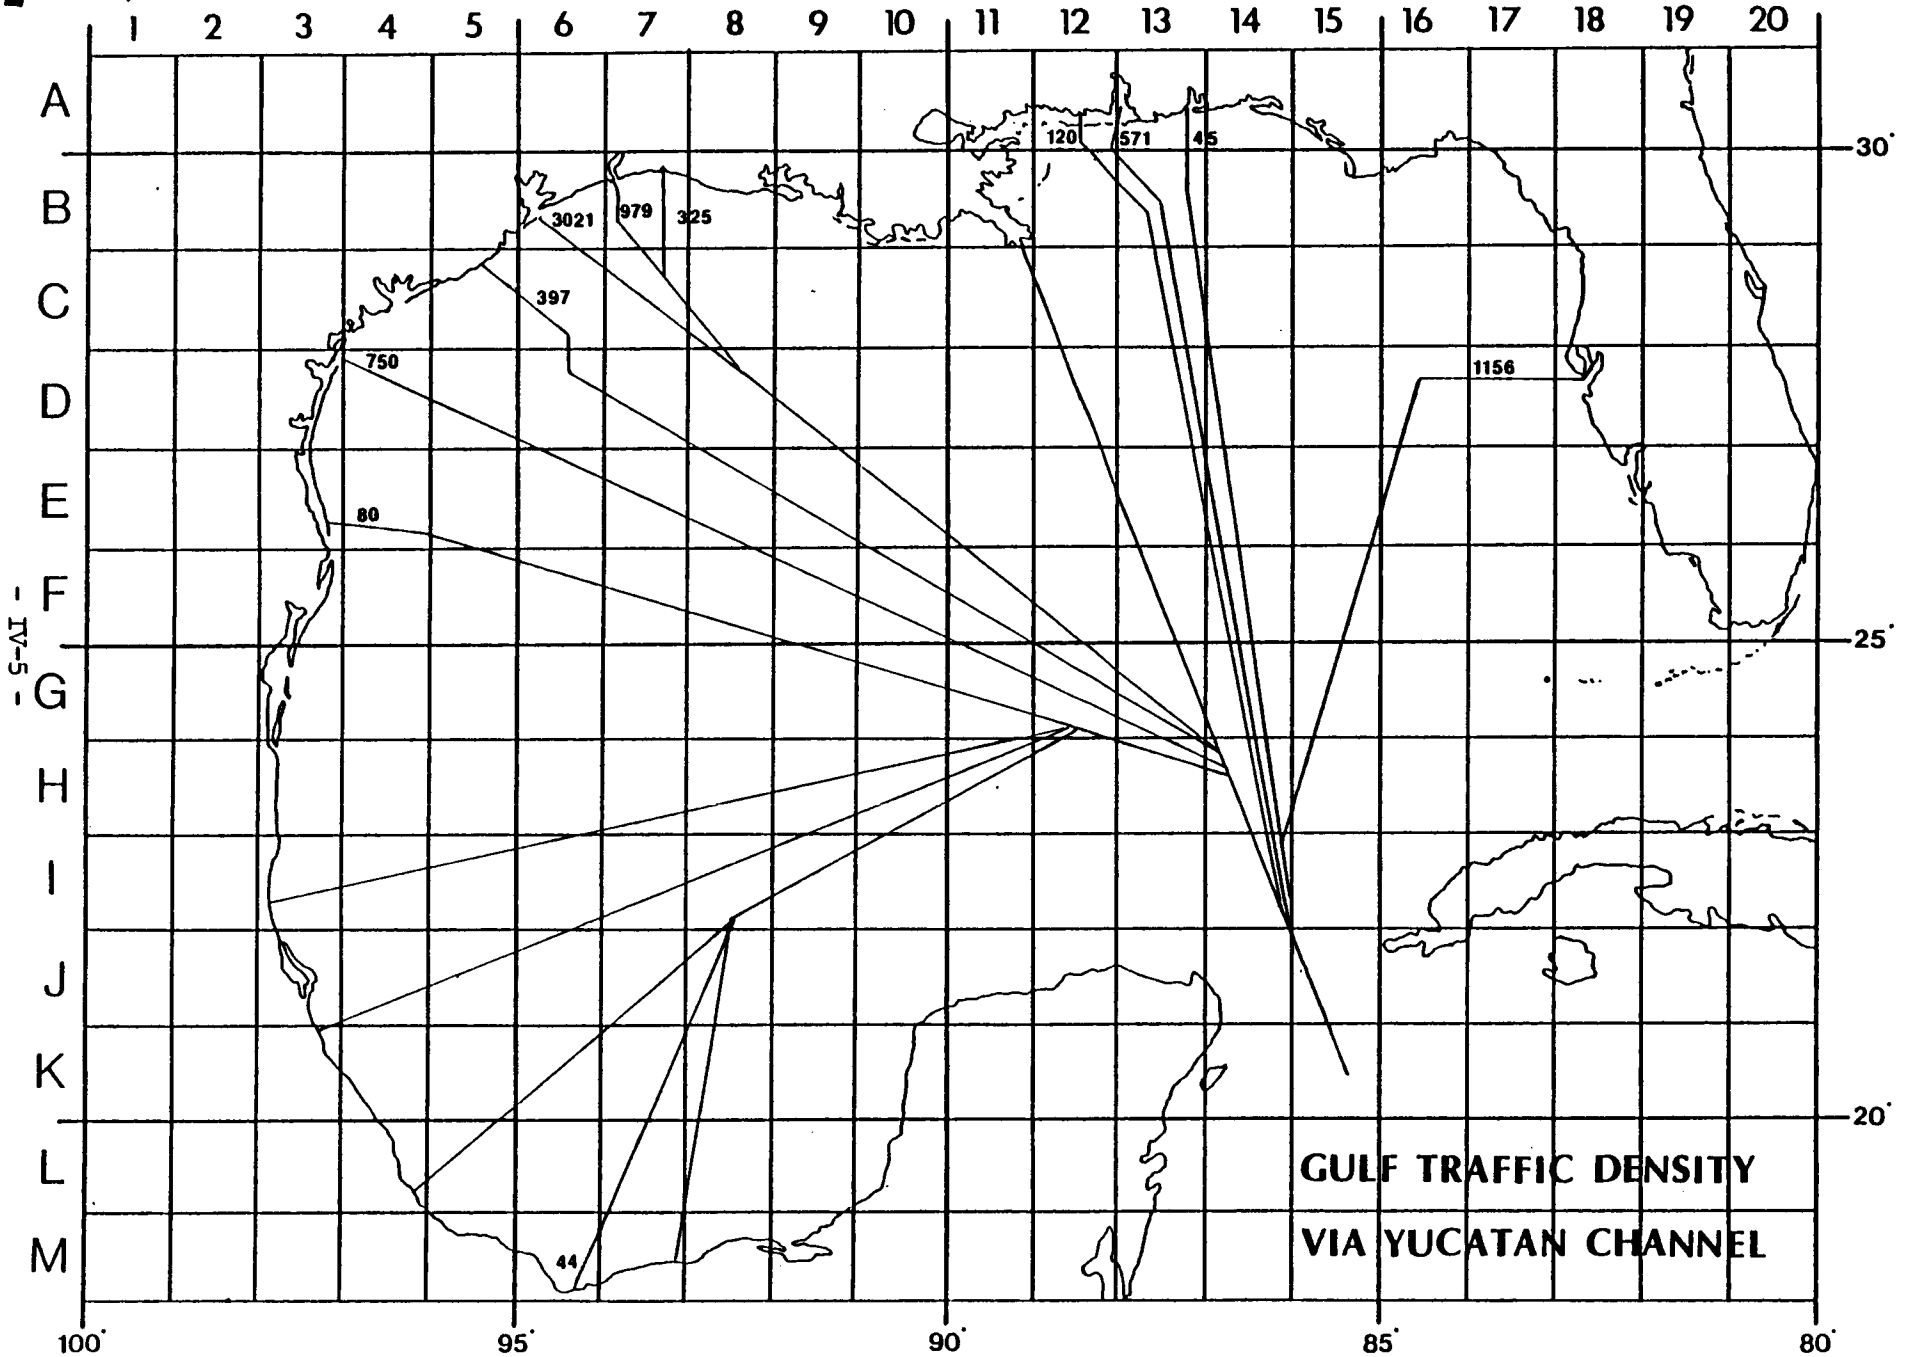 1 2 3 4 5 6 7 8 9 10 11 12 13 14 15 16 17 18 19 20
A
120 571 45
30°
B
3021 979 325
C
397
D
750
1156
E
80
F
25°
- IV-5 -
G
H
I
J
K
20°
L
GULF TRAFFIC DENSITY
M
VIA YUCATAN CHANNEL
44
100° 95° 90° 85° 80°